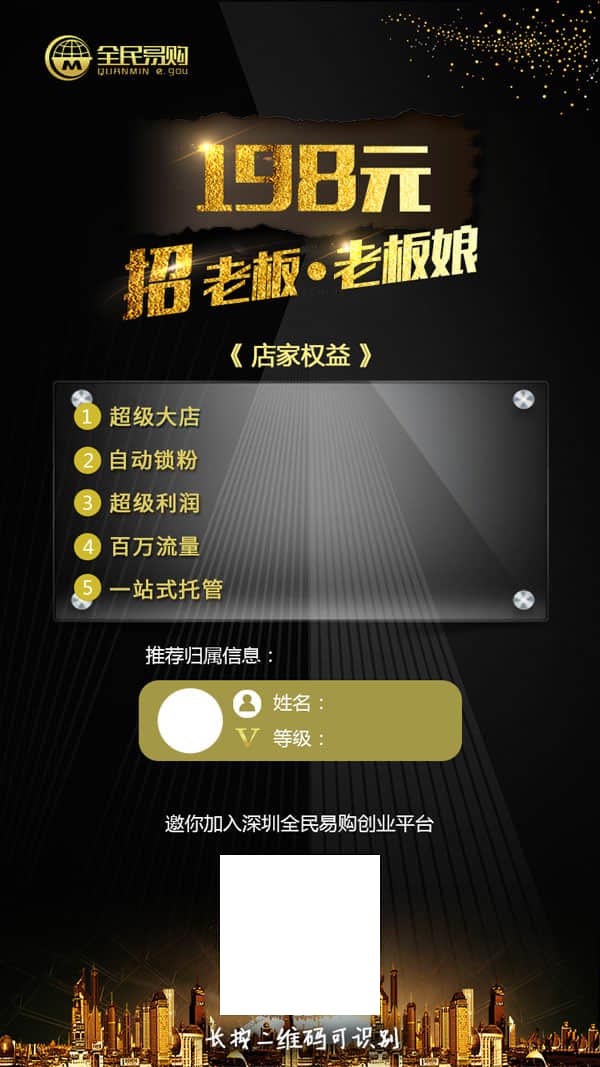 全民易购
QUANMIN e.gou
198元
招 老板·老板娘
《 店家权益 》
1 超级大店
2 自动锁粉
3 超级利润
4 百万流量
5 一站式托管
推荐归属信息：
姓名：
V 等级：
邀你加入深圳全民易购创业平台
长按二维码可识别